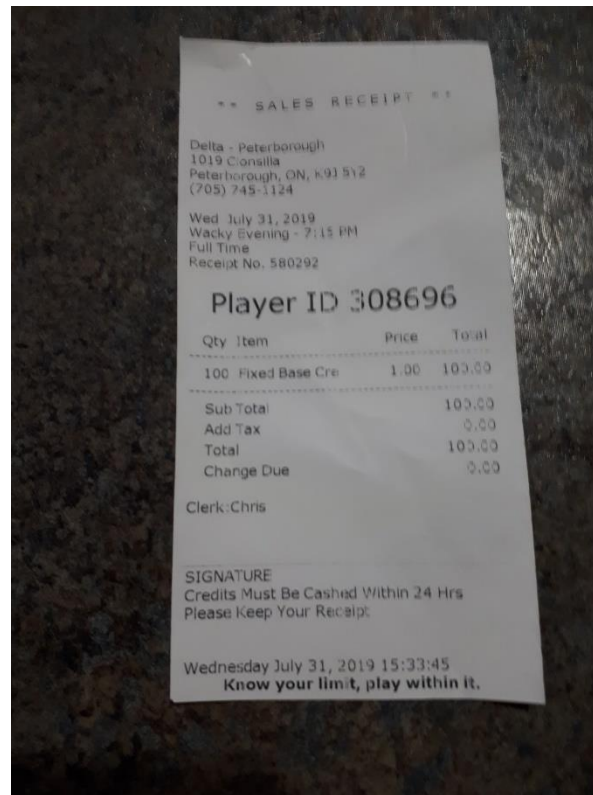 ** SALES RECEIPT **
Delta - Peterborough
1019 Clonsilla
Peterborough, ON, K9J 5Y2
(705) 745-1124
Wed July 31, 2019
Wacky Evening - 7:15 PM
Full Time
Receipt No. 580292
Player ID 308696
Qty Item Price Total
100 Fixed Base Cre 1.00 100.00
Sub Total 100.00
Add Tax 0.00
Total 100.00
Change Due 0.00
Clerk:Chris
SIGNATURE
Credits Must Be Cashed Within 24 Hrs
Please Keep Your Receipt
Wednesday July 31, 2019 15:33:45
Know your limit, play within it.